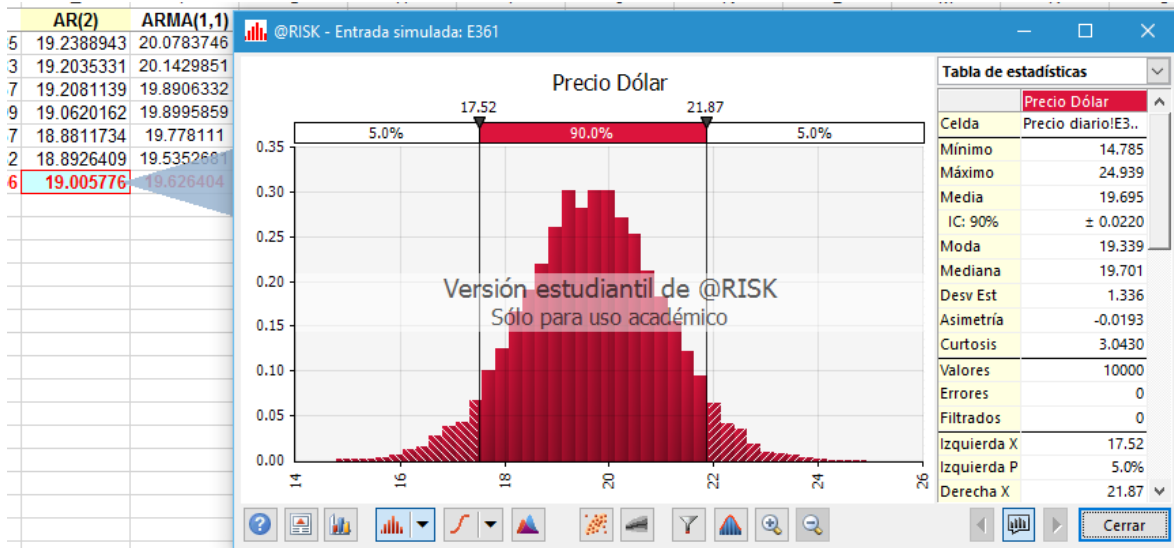 AR(2) ARMA(1,1)
5 19.2388943 20.0783746
3 19.2035331 20.1429851
7 19.2081139 19.8906332
9 19.0620162 19.8995859
7 18.8811734 19.778111
2 18.8926409 19.5352681
6 19.005776 19.626404
@RISK - Entrada simulada: E361
Precio Dólar
17.52 21.87
5.0% 90.0% 5.0%
0.35
0.30
0.25
0.20
0.15
0.10
0.05
0.00
14 16 18 20 22 24 26
Versión estudiantil de @RISK
Sólo para uso académico
Tabla de estadísticas
Precio Dólar
Celda Precio diario!E3..
Mínimo 14.785
Máximo 24.939
Media 19.695
IC: 90% ± 0.0220
Moda 19.339
Mediana 19.701
Desv Est 1.336
Asimetría -0.0193
Curtosis 3.0430
Valores 10000
Errores 0
Filtrados 0
Izquierda X 17.52
Izquierda P 5.0%
Derecha X 21.87
Cerrar